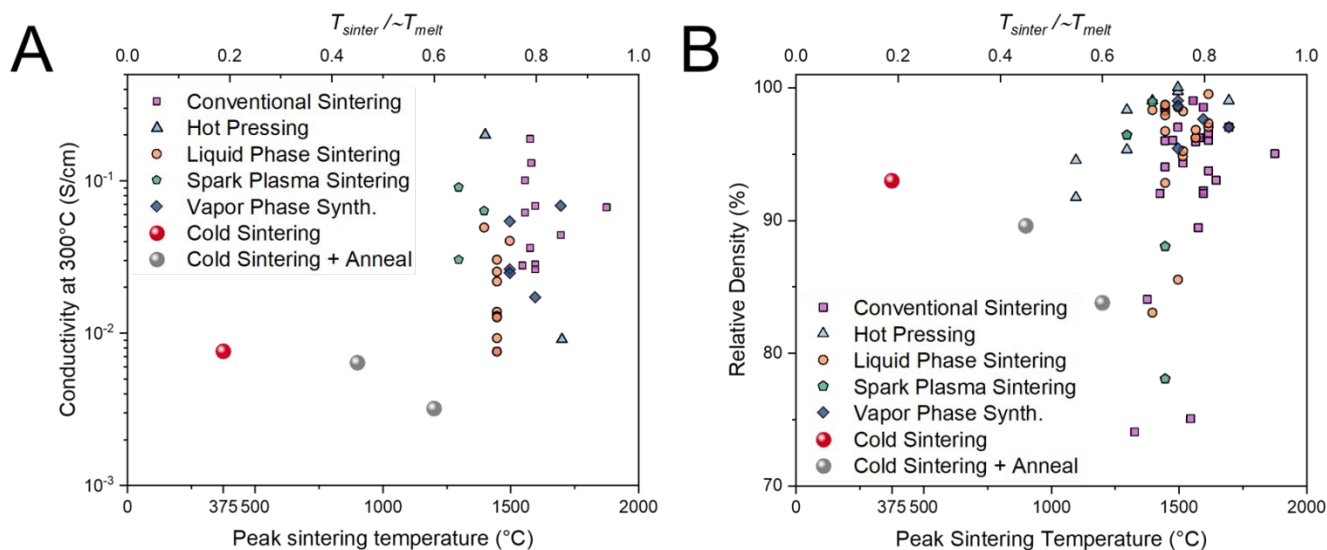 A
T_sinter /~T_melt
0.0 0.2 0.4 0.6 0.8 1.0
Conductivity at 300°C (S/cm)
10^-1
10^-2
10^-3
Conventional Sintering
Hot Pressing
Liquid Phase Sintering
Spark Plasma Sintering
Vapor Phase Synth.
Cold Sintering
Cold Sintering + Anneal
0 375 500 1000 1500 2000
Peak sintering temperature (°C)
B
T_sinter /~T_melt
0.0 0.2 0.4 0.6 0.8 1.0
Relative Density (%)
100
90
80
70
Conventional Sintering
Hot Pressing
Liquid Phase Sintering
Spark Plasma Sintering
Vapor Phase Synth.
Cold Sintering
Cold Sintering + Anneal
0 375 500 1000 1500 2000
Peak Sintering Temperature (°C)